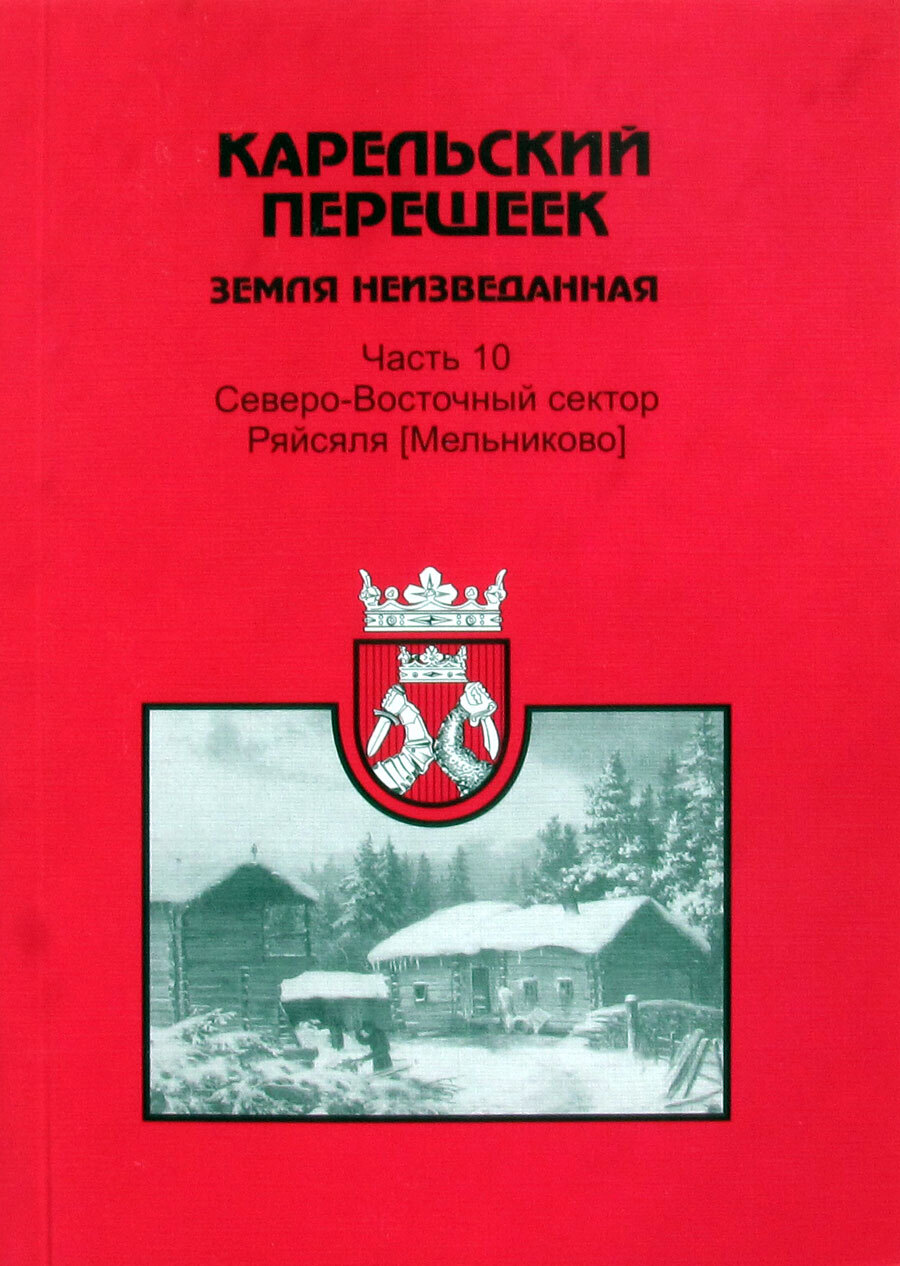 КАРЕЛЬСКИЙ
ПЕРЕШЕЕК
ЗЕМЛЯ НЕИЗВЕДАННАЯ
Часть 10
Северо-Восточный сектор
Ряйсяля [Мельниково]